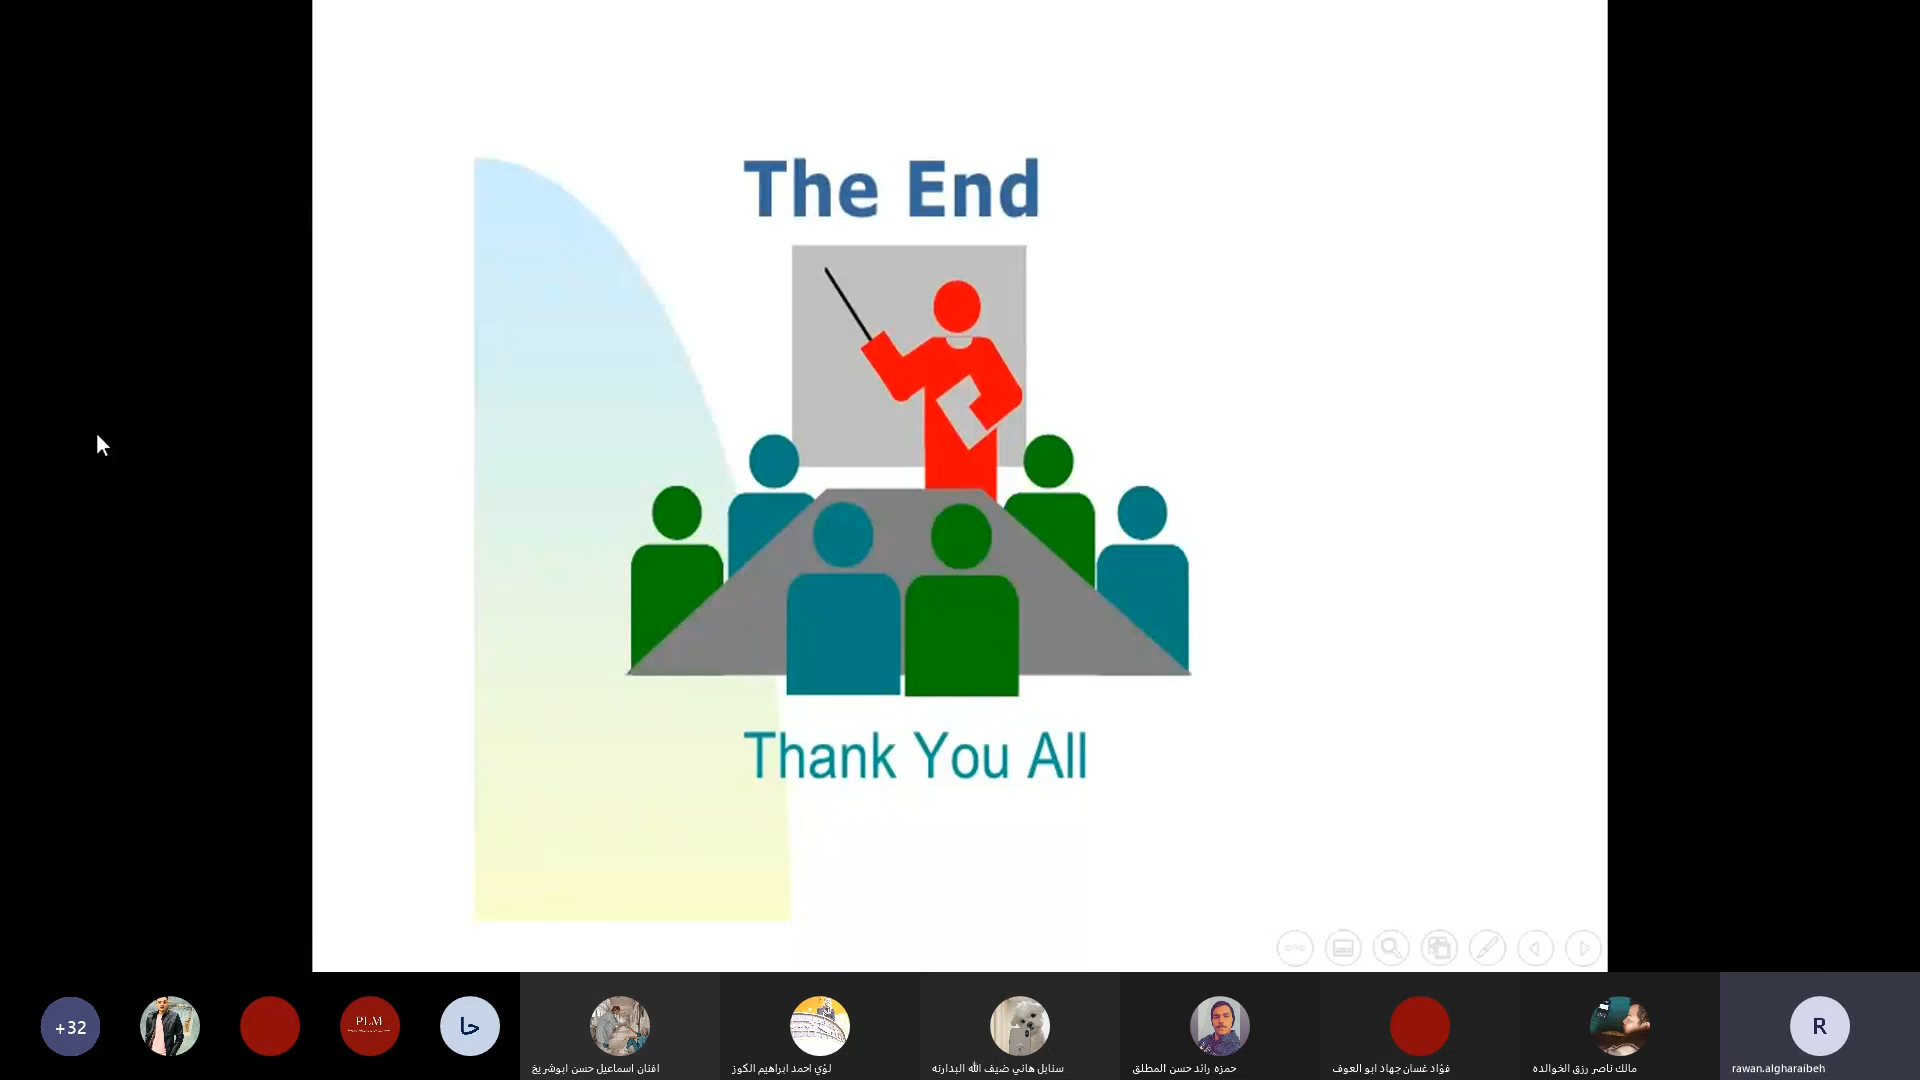 The End
Thank You All
+32
PLM
حا
افنان اسماعيل حسن ابوشريخ
لؤي احمد ابراهيم الكوز
سنابل هاني ضيف الله البدارنه
حمزه رائد حسن المطلق
فؤاد غسان جهاد ابو العوف
مالك ناصر رزق الخوالده
R
rawan.algharaibeh